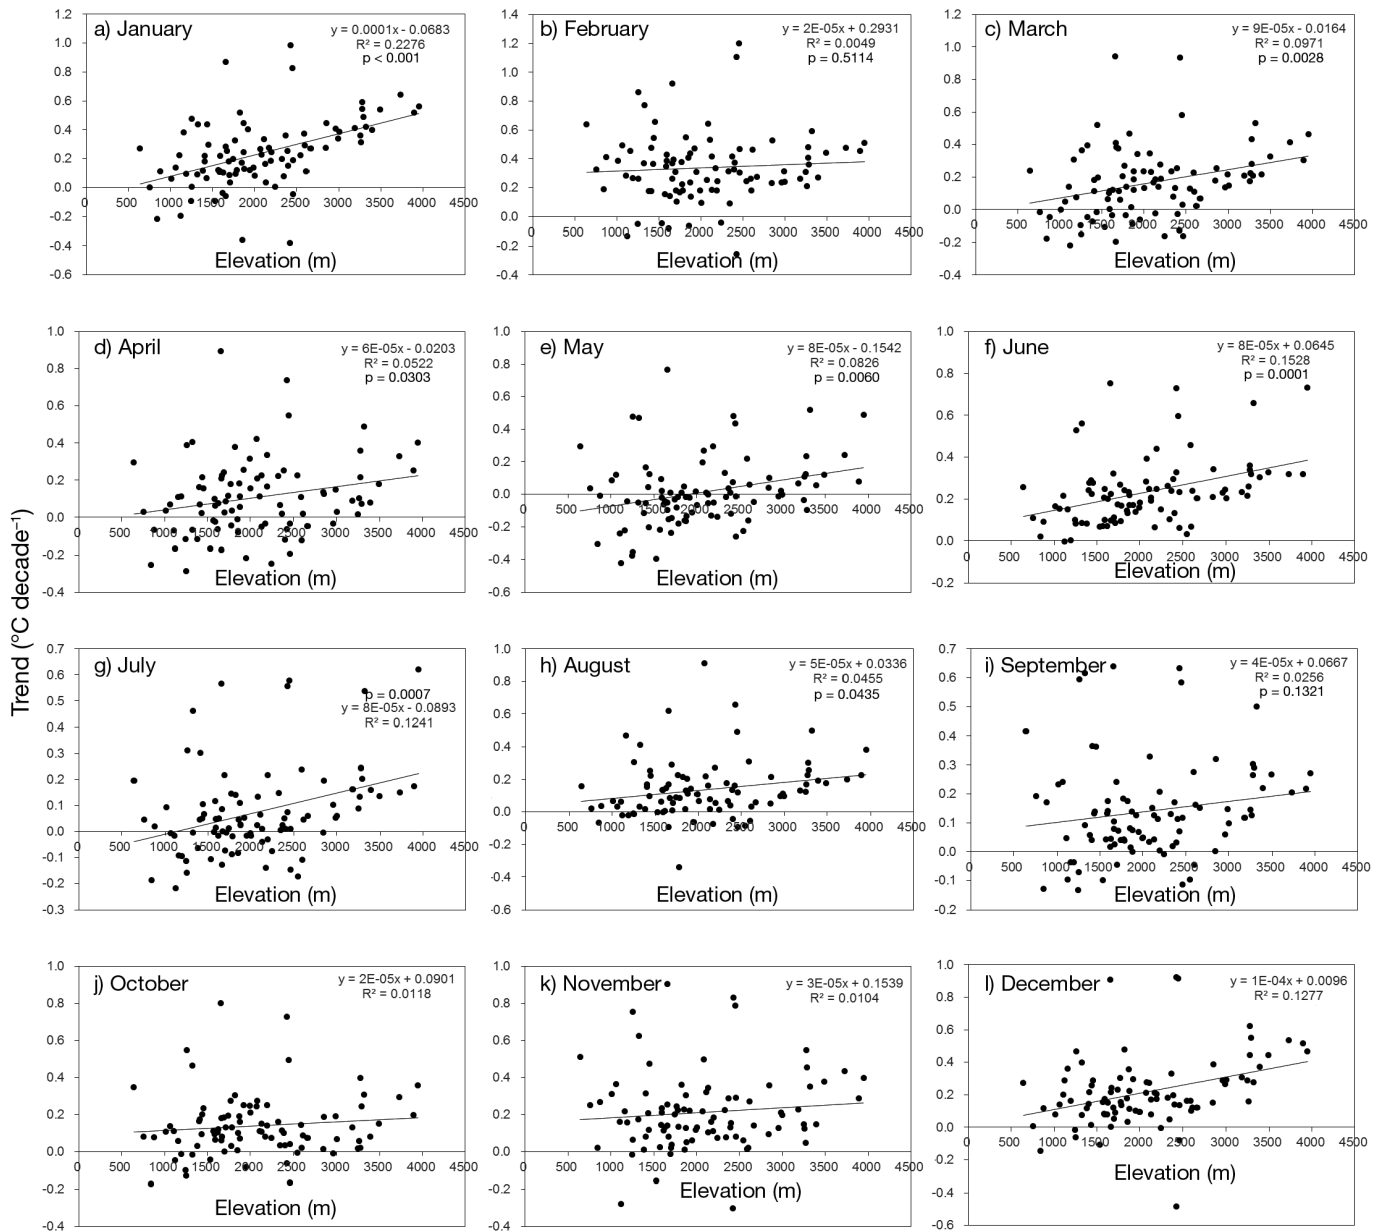 Trend (°C decade⁻¹)
a) January
y = 0.0001x - 0.0683
R² = 0.2276
p < 0.001
1.2
1.0
0.8
0.6
0.4
0.2
0.0
-0.2
-0.4
-0.6
0 500 1000 1500 2000 2500 3000 3500 4000 4500
Elevation (m)
b) February
y = 2E-05x + 0.2931
R² = 0.0049
p = 0.5114
1.4
1.2
1.0
0.8
0.6
0.4
0.2
0.0
-0.2
-0.4
0 500 1000 1500 2000 2500 3000 3500 4000 4500
Elevation (m)
c) March
y = 9E-05x - 0.0164
R² = 0.0971
p = 0.0028
1.2
1.0
0.8
0.6
0.4
0.2
0.0
-0.2
-0.4
0 500 1000 1500 2000 2500 3000 3500 4000 4500
Elevation (m)
d) April
y = 6E-05x - 0.0203
R² = 0.0522
p = 0.0303
1.0
0.8
0.6
0.4
0.2
0.0
-0.2
-0.4
0 500 1000 1500 2000 2500 3000 3500 4000 4500
Elevation (m)
e) May
y = 8E-05x - 0.1542
R² = 0.0826
p = 0.0060
1.0
0.8
0.6
0.4
0.2
0.0
-0.2
-0.4
-0.6
0 500 1000 1500 2000 2500 3000 3500 4000 4500
Elevation (m)
f) June
y = 8E-05x + 0.0645
R² = 0.1528
p = 0.0001
1.0
0.8
0.6
0.4
0.2
0.0
-0.2
0 500 1000 1500 2000 2500 3000 3500 4000 4500
Elevation (m)
g) July
p = 0.0007
y = 8E-05x - 0.0893
R² = 0.1241
0.7
0.6
0.5
0.4
0.3
0.2
0.1
0.0
-0.1
-0.2
-0.3
0 500 1000 1500 2000 2500 3000 3500 4000 4500
Elevation (m)
h) August
y = 5E-05x + 0.0336
R² = 0.0455
p = 0.0435
1.0
0.8
0.6
0.4
0.2
0.0
-0.2
-0.4
-0.6
0 500 1000 1500 2000 2500 3000 3500 4000 4500
Elevation (m)
i) September
y = 4E-05x + 0.0667
R² = 0.0256
p = 0.1321
0.7
0.6
0.5
0.4
0.3
0.2
0.1
0.0
-0.1
-0.2
0 500 1000 1500 2000 2500 3000 3500 4000 4500
Elevation (m)
j) October
y = 2E-05x + 0.0901
R² = 0.0118
1.0
0.8
0.6
0.4
0.2
0.0
-0.2
-0.4
0 500 1000 1500 2000 2500 3000 3500 4000 4500
Elevation (m)
k) November
y = 3E-05x + 0.1539
R² = 0.0104
1.0
0.8
0.6
0.4
0.2
0.0
-0.2
-0.4
0 500 1000 1500 2000 2500 3000 3500 4000 4500
Elevation (m)
l) December
y = 1E-04x + 0.0096
R² = 0.1277
1.0
0.8
0.6
0.4
0.2
0.0
-0.2
-0.4
-0.6
0 500 1000 1500 2000 2500 3000 3500 4000 4500
Elevation (m)